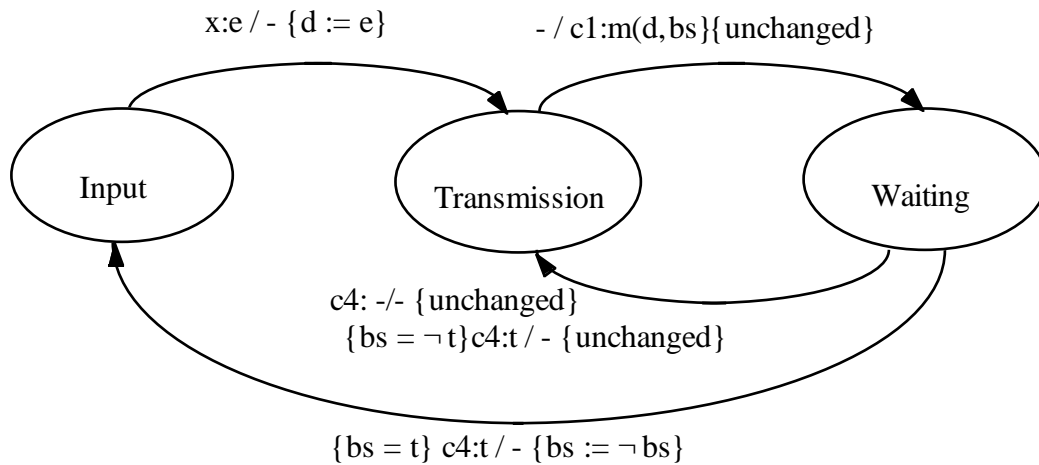 x:e / - {d := e}
- / c1:m(d,bs}{unchanged}
Input
Transmission
Waiting
c4: -/- {unchanged}
{bs = ¬ t}c4:t / - {unchanged}
{bs = t} c4:t / - {bs := ¬ bs}